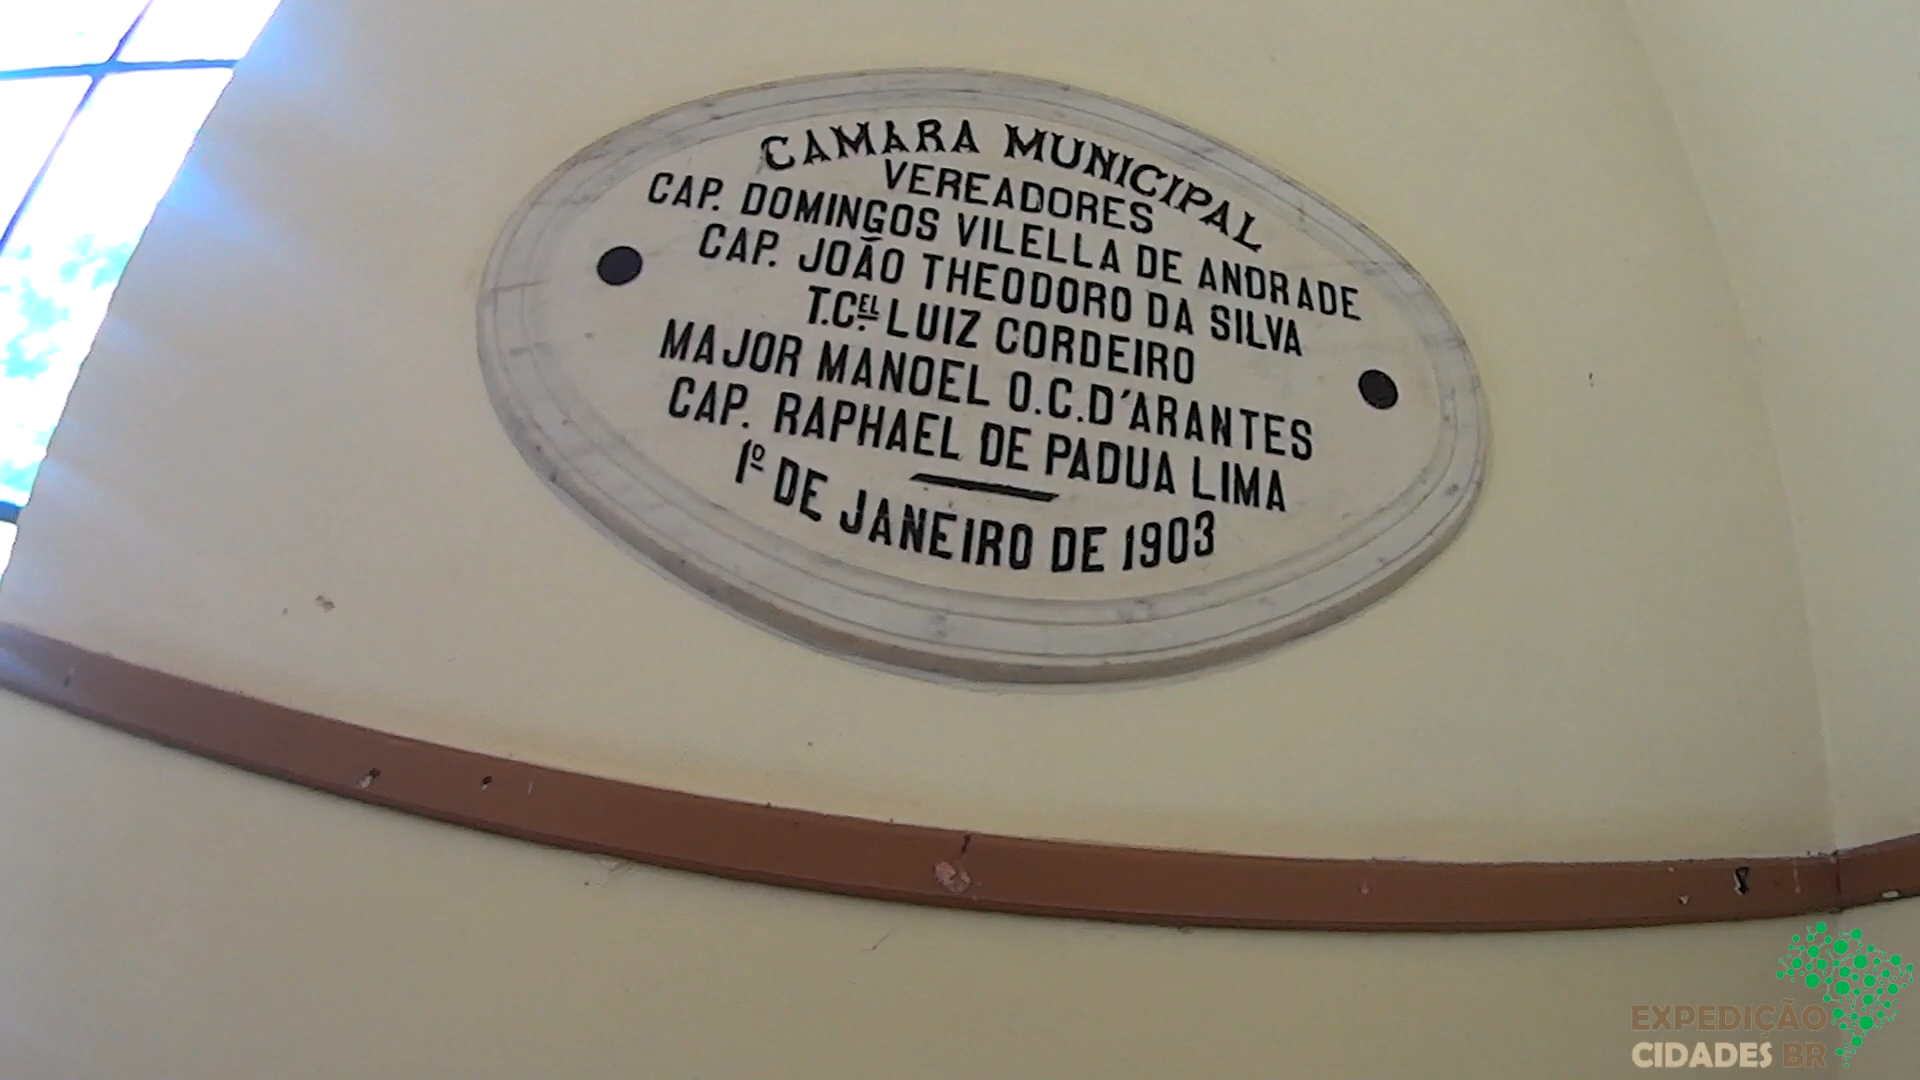 CAMARA MUNICIPAL
VEREADORES
CAP. DOMINGOS VILELLA DE ANDRADE
CAP. JOÃO THEODORO DA SILVA
T.C.EL LUIZ CORDEIRO
MAJOR MANOEL O.C.D'ARANTES
CAP. RAPHAEL DE PADUA LIMA
1º DE JANEIRO DE 1903
EXPEDIÇÃO
CIDADES BR